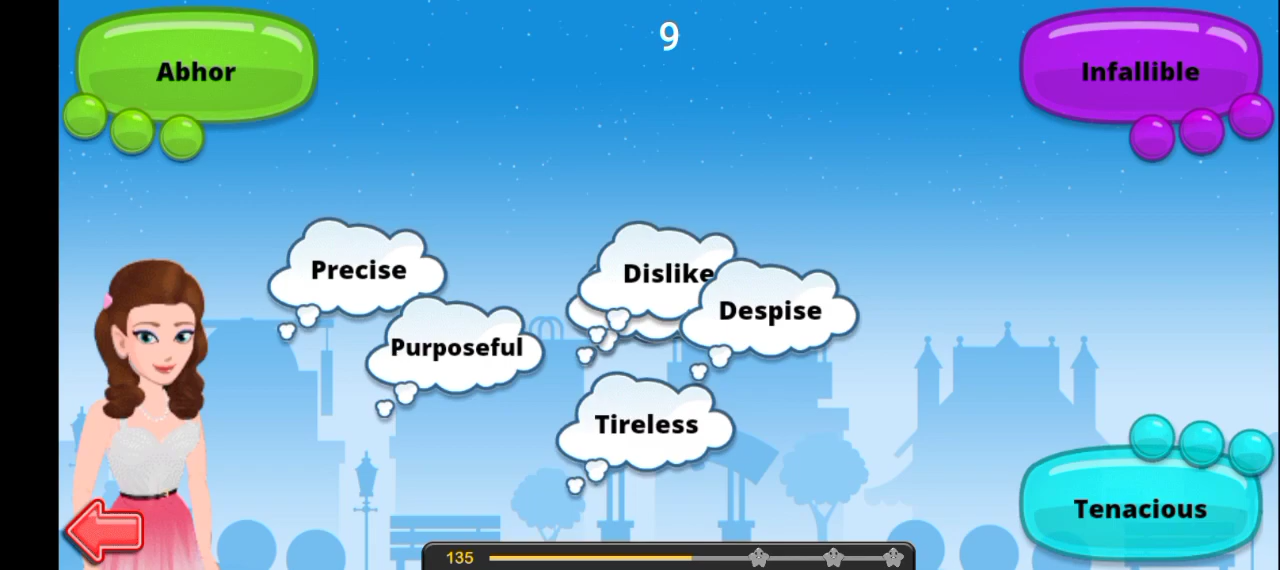 9
Abhor
Infallible
Precise
Dislike
Despise
Purposeful
Tireless
Tenacious
135